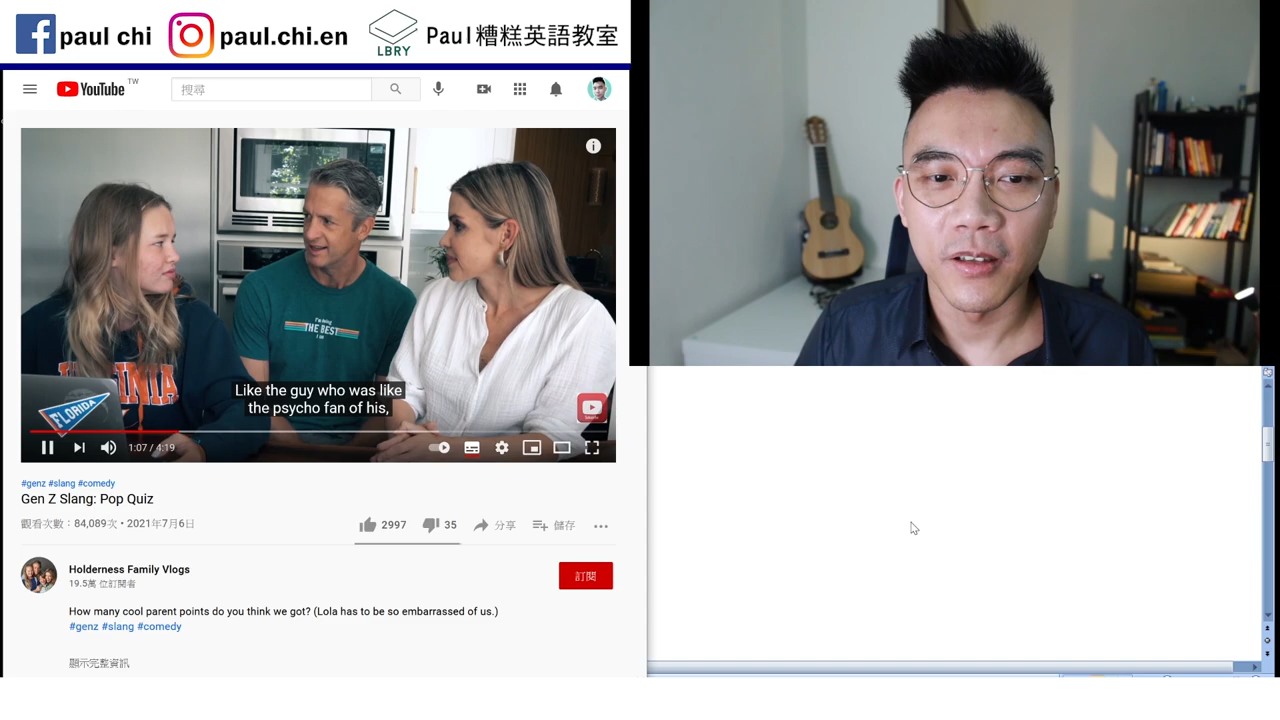 paul chi
paul.chi.en
LBRY
Paul糟糕英語教室
YouTube TW
搜尋
I'm doing
THE BEST
I can
VIRGINIA
FLORIDA
Like the guy who was like
the psycho fan of his,
1:07 / 4:19
#genz #slang #comedy
Gen Z Slang: Pop Quiz
觀看次數：84,089次 • 2021年7月6日
2997
35
分享
儲存
Holderness Family Vlogs
19.5萬 位訂閱者
訂閱
How many cool parent points do you think we got? (Lola has to be so embarrassed of us.)
#genz #slang #comedy
顯示完整資訊